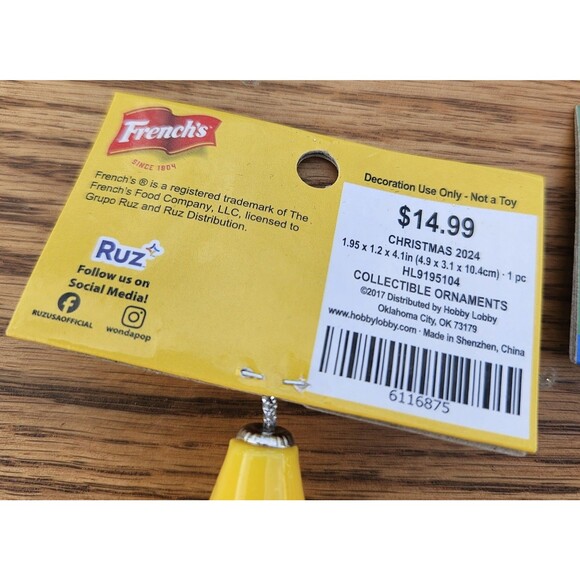 French's
SINCE 1904
French's ® is a registered trademark of The
French's Food Company, LLC, licensed to
Grupo Ruz and Ruz Distribution.
Ruz
Follow us on
Social Media!
RUZUSAOFFICIAL
wondapop
Decoration Use Only - Not a Toy
$14.99
CHRISTMAS 2024
1.95 x 1.2 x 4.1in (4.9 x 3.1 x 10.4cm) · 1 pc
HL9195104
COLLECTIBLE ORNAMENTS
©2017 Distributed by Hobby Lobby
Oklahoma City, OK 73179
www.hobbylobby.com · Made in Shenzhen, China
6116875